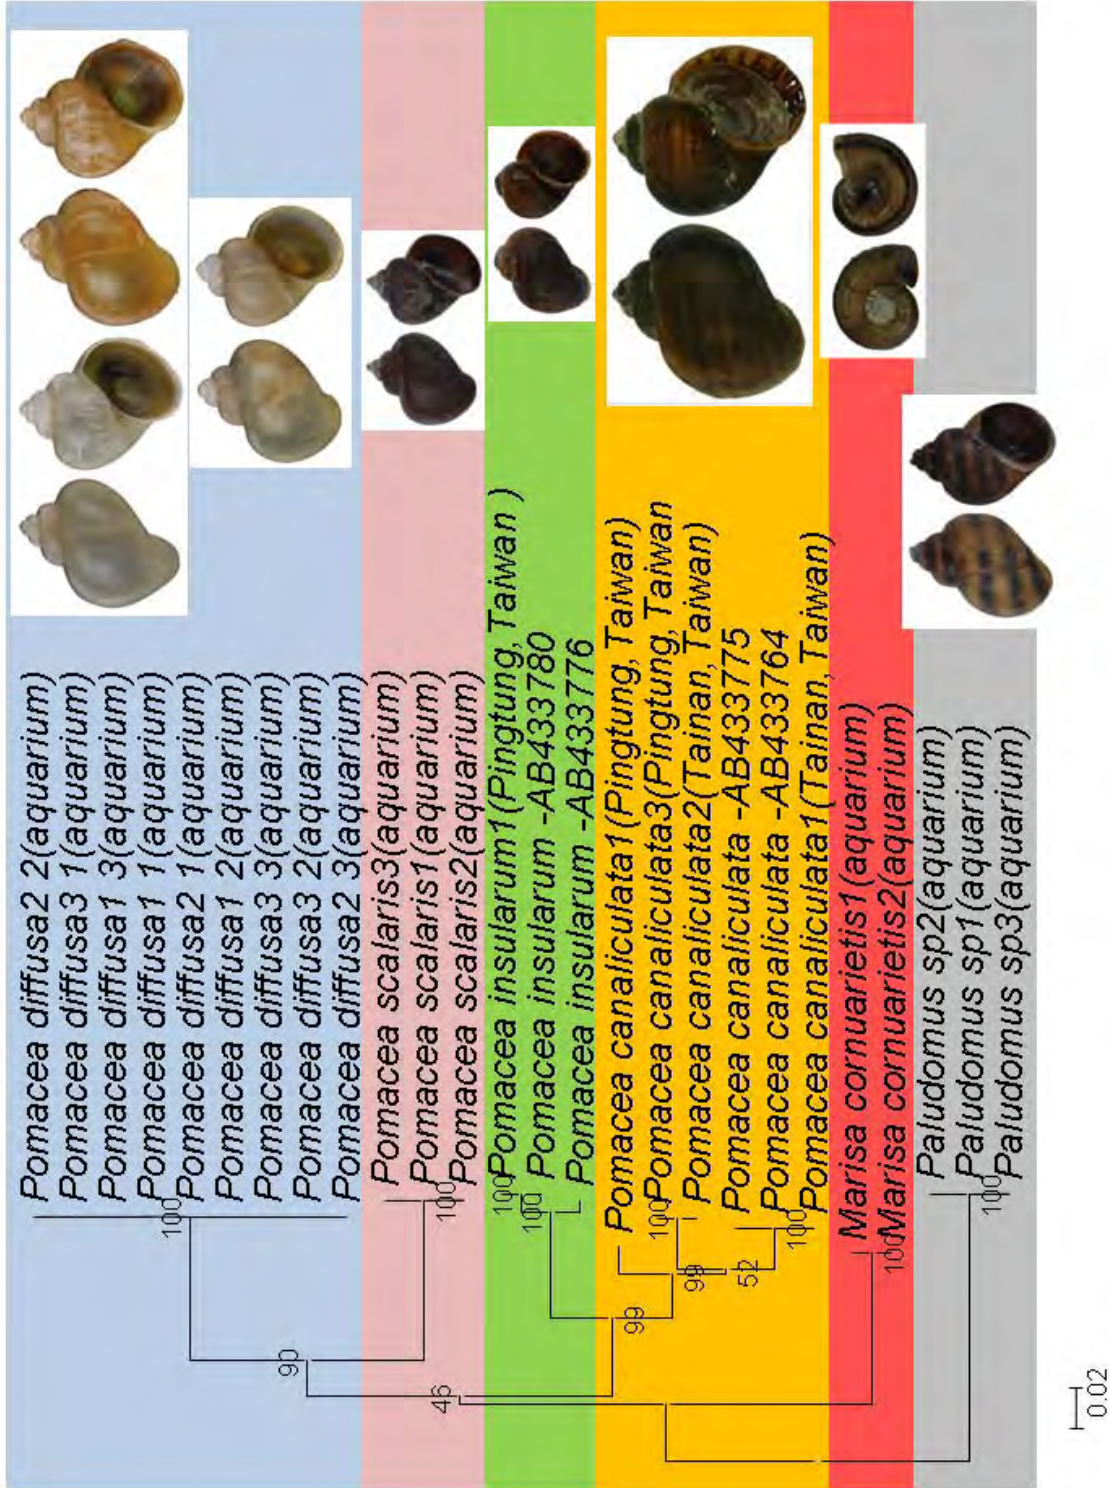 Pomacea diffusa2 2(aquarium)
Pomacea diffusa3 1(aquarium)
Pomacea diffusa1 3(aquarium)
Pomacea diffusa1 1(aquarium)
Pomacea diffusa2 1(aquarium)
Pomacea diffusa1 2(aquarium)
Pomacea diffusa3 3(aquarium)
Pomacea diffusa3 2(aquarium)
Pomacea diffusa2 3(aquarium)
Pomacea scalaris3(aquarium)
Pomacea scalaris1(aquarium)
Pomacea scalaris2(aquarium)
Pomacea insularum1(Pingtung,Taiwan )
Pomacea insularum -AB433780
Pomacea insularum -AB433776
Pomacea canaliculata1(Pingtung,Taiwan)
Pomacea canaliculata3(Pingtung,Taiwan
Pomacea canaliculata2(Tainan,Taiwan)
Pomacea canaliculata -AB433775
Pomacea canaliculata -AB433764
Pomacea canaliculata1(Tainan,Taiwan)
Marisa cornuarietis1(aquarium)
Marisa cornuarietis2(aquarium)
Paludomus sp2(aquarium)
Paludomus sp1(aquarium)
Paludomus sp3(aquarium)
100
100
100
100
100
100
100
100
99
52
99
90
46
0.02